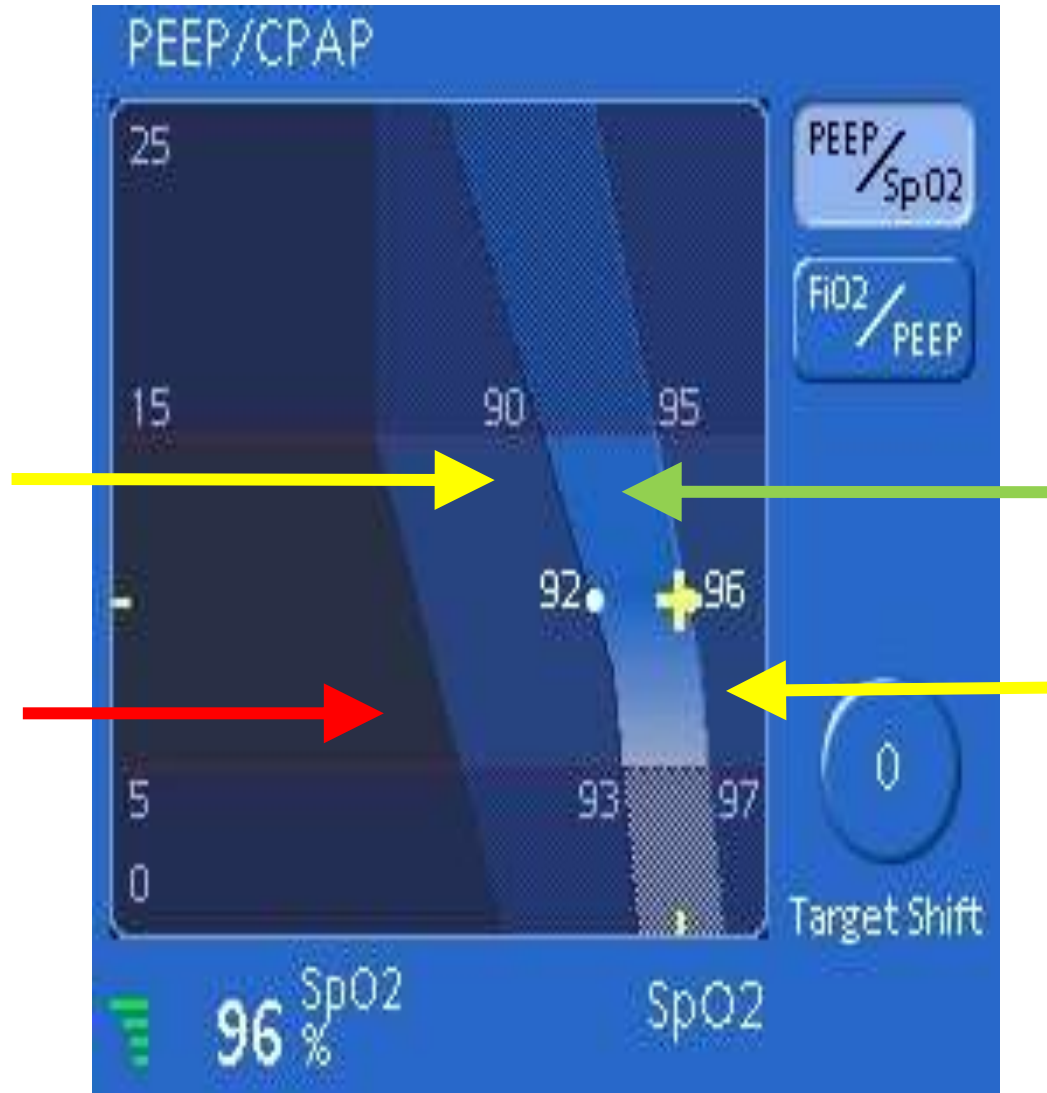 PEEP/CPAP
25
PEEP/SpO2
FiO2/PEEP
15 90 95
92 96
5 93 97
0
0
Target Shift
96 SpO2 %
SpO2